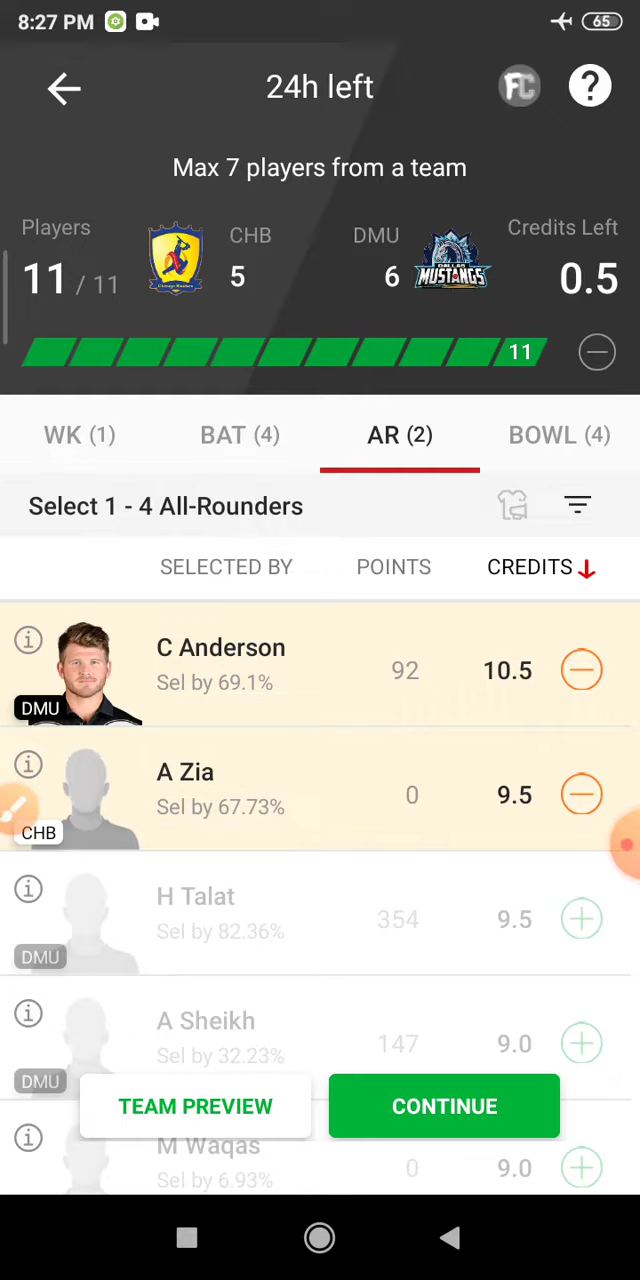 8:27 PM
65
24h left
FC
?
Max 7 players from a team
Players
CHB
DMU
Credits Left
11 / 11
5
6
MUSTANGS
0.5
11
WK (1)
BAT (4)
AR (2)
BOWL (4)
Select 1 - 4 All-Rounders
SELECTED BY
POINTS
CREDITS
C Anderson
Sel by 69.1%
92
10.5
DMU
A Zia
Sel by 67.73%
0
9.5
CHB
H Talat
Sel by 82.36%
354
9.5
DMU
A Sheikh
Sel by 32.23%
147
9.0
DMU
TEAM PREVIEW
CONTINUE
M Waqas
Sel by 6.93%
0
9.0